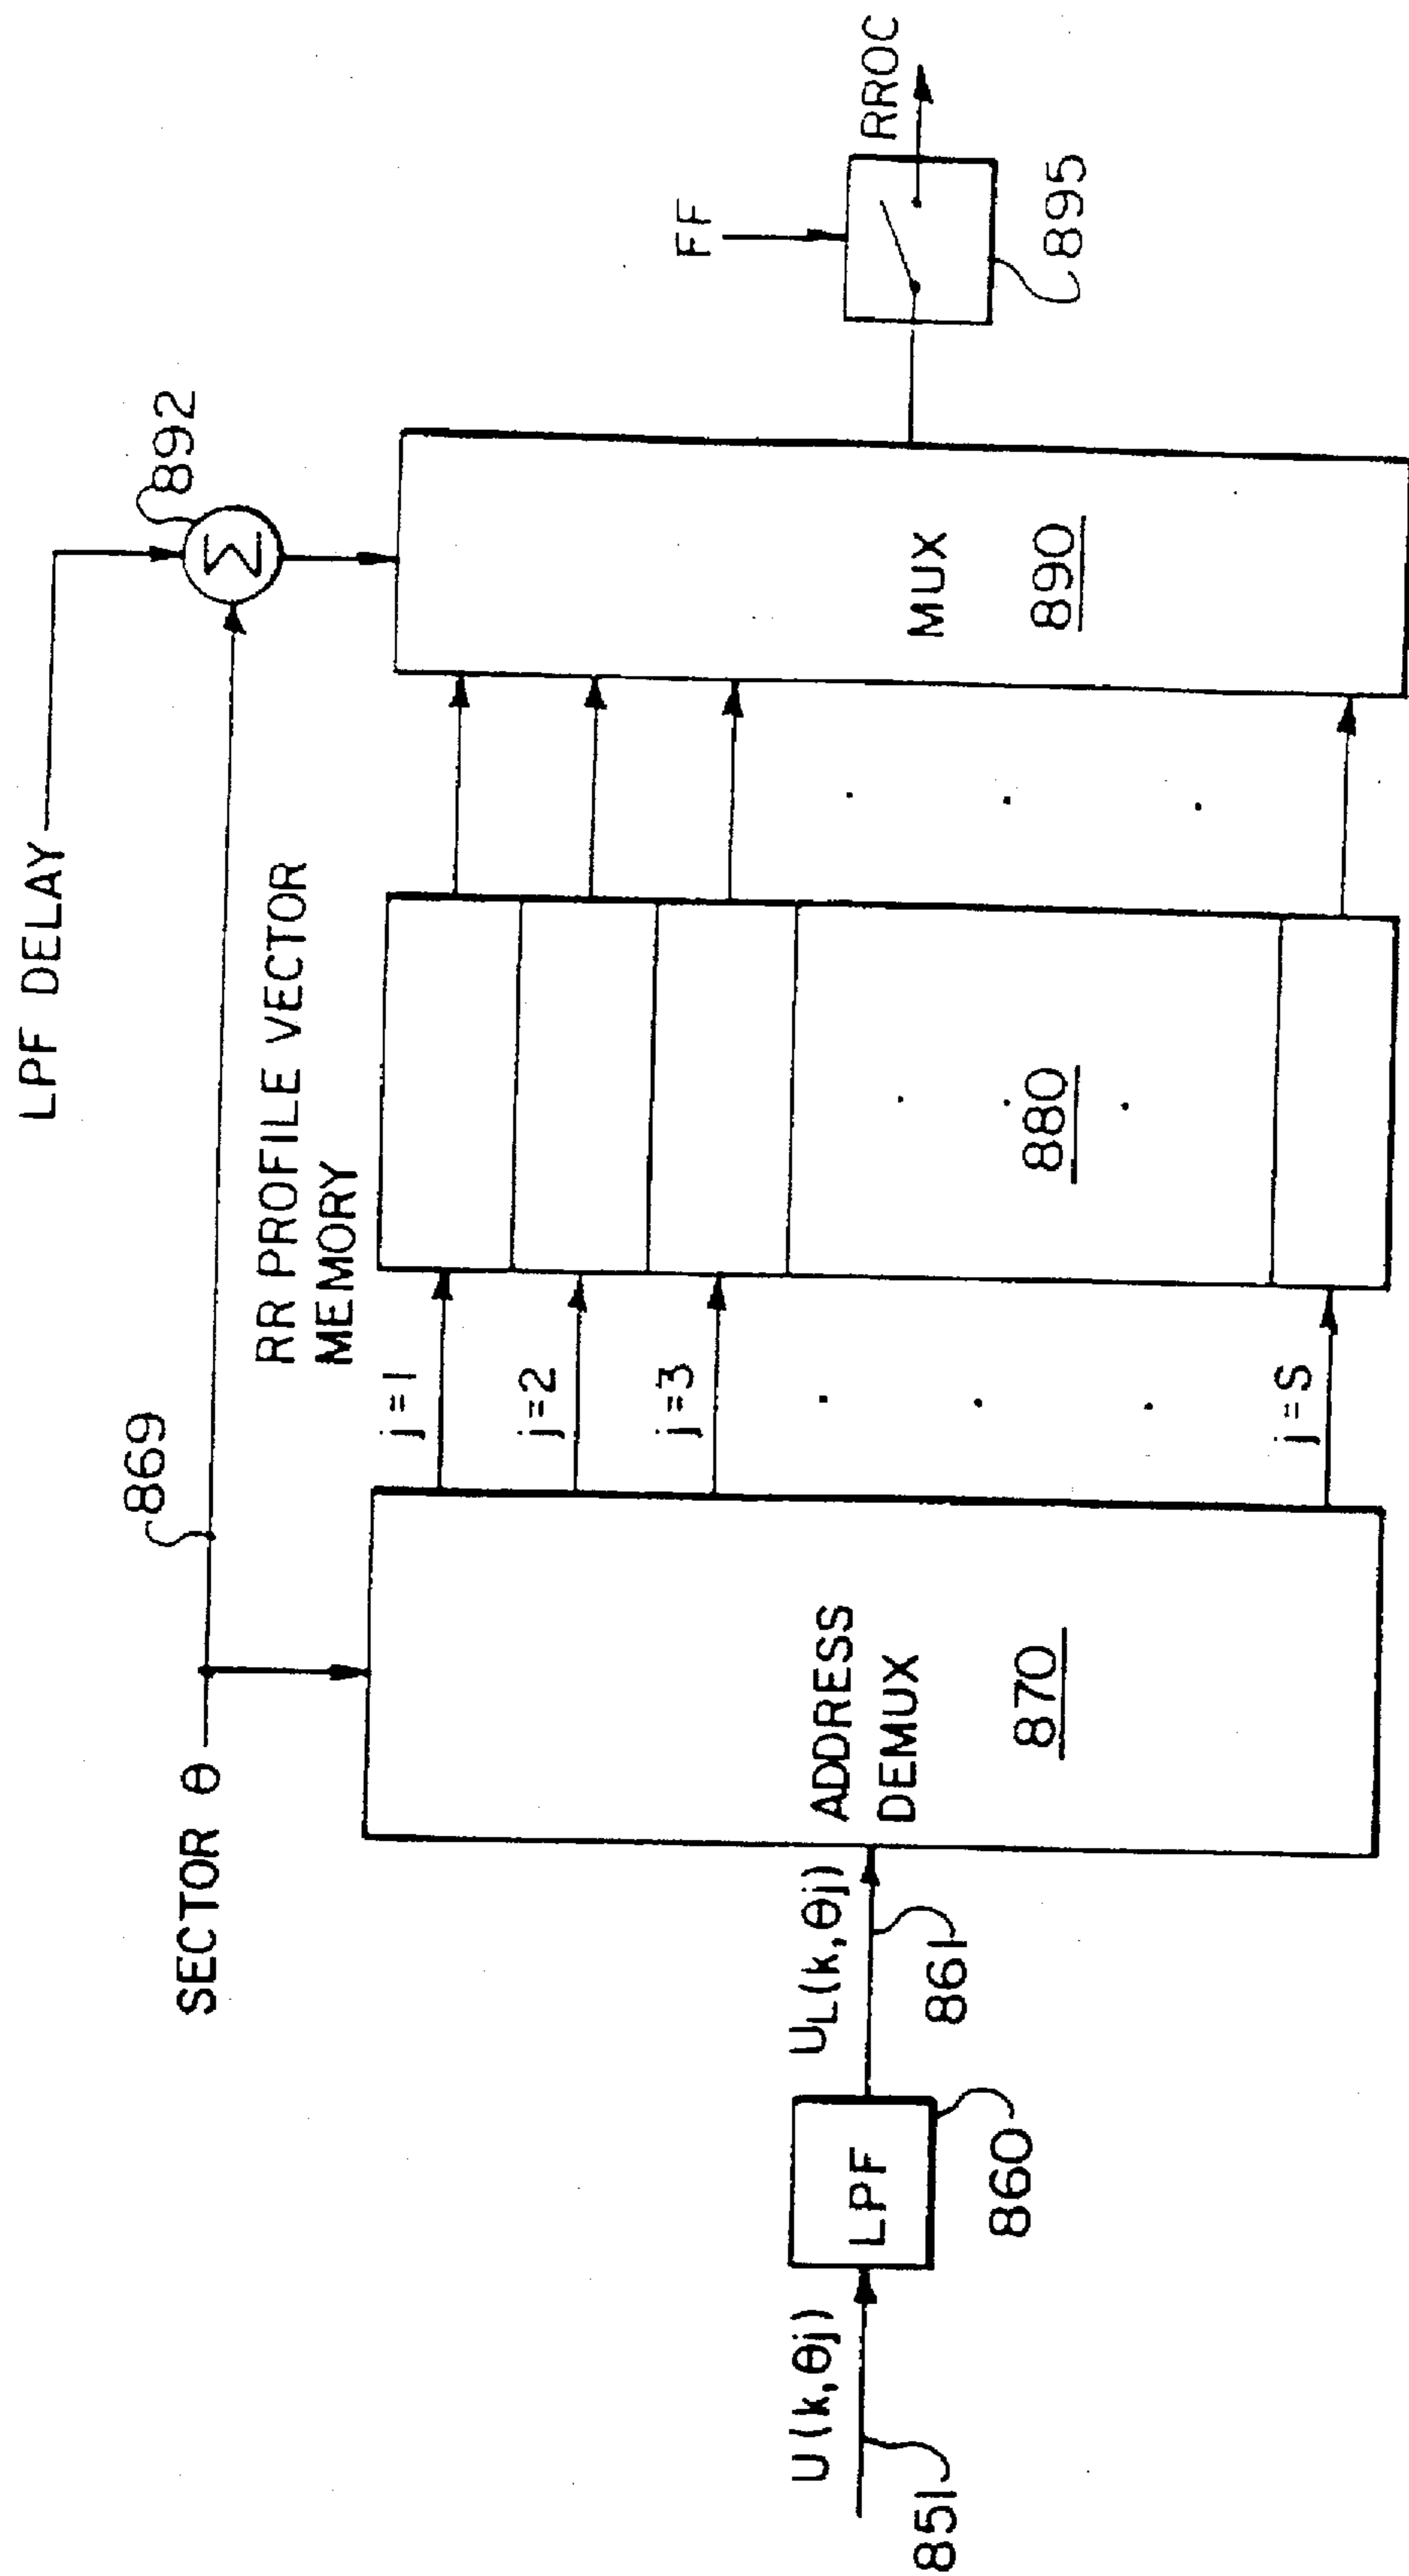 LPF DELAY
892
869
SECTOR θ
RR PROFILE VECTOR
MEMORY
j=1
j=2
j=3
j=S
U(k,θj)
851
LPF
860
U_L(k,θj)
861
ADDRESS
DEMUX
870
880
MUX
890
Σ
FF
RROC
895